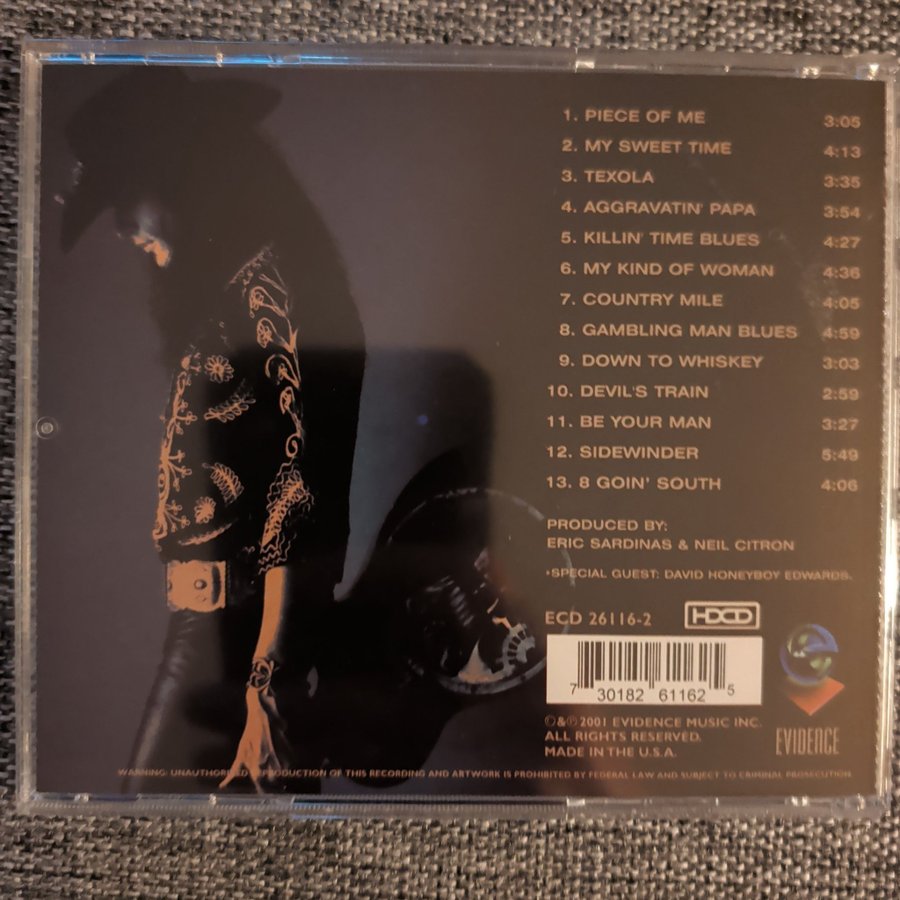 1. PIECE OF ME 3:05
2. MY SWEET TIME 4:13
3. TEXOLA 3:35
4. AGGRAVATIN' PAPA 3:54
5. KILLIN' TIME BLUES 4:27
6. MY KIND OF WOMAN 4:36
7. COUNTRY MILE 4:05
8. GAMBLING MAN BLUES 4:59
9. DOWN TO WHISKEY 3:03
10. DEVIL'S TRAIN 2:59
11. BE YOUR MAN 3:27
12. SIDEWINDER 5:49
13. 8 GOIN' SOUTH 4:06
PRODUCED BY:
ERIC SARDINAS & NEIL CITRON
*SPECIAL GUEST: DAVID HONEYBOY EDWARDS.
ECD 26116-2 HDCD
7 30182 61162 5
©&℗ 2001 EVIDENCE MUSIC INC.
ALL RIGHTS RESERVED.
MADE IN THE U.S.A.
EVIDENCE
WARNING: UNAUTHORISED REPRODUCTION OF THIS RECORDING AND ARTWORK IS PROHIBITED BY FEDERAL LAW AND SUBJECT TO CRIMINAL PROSECUTION